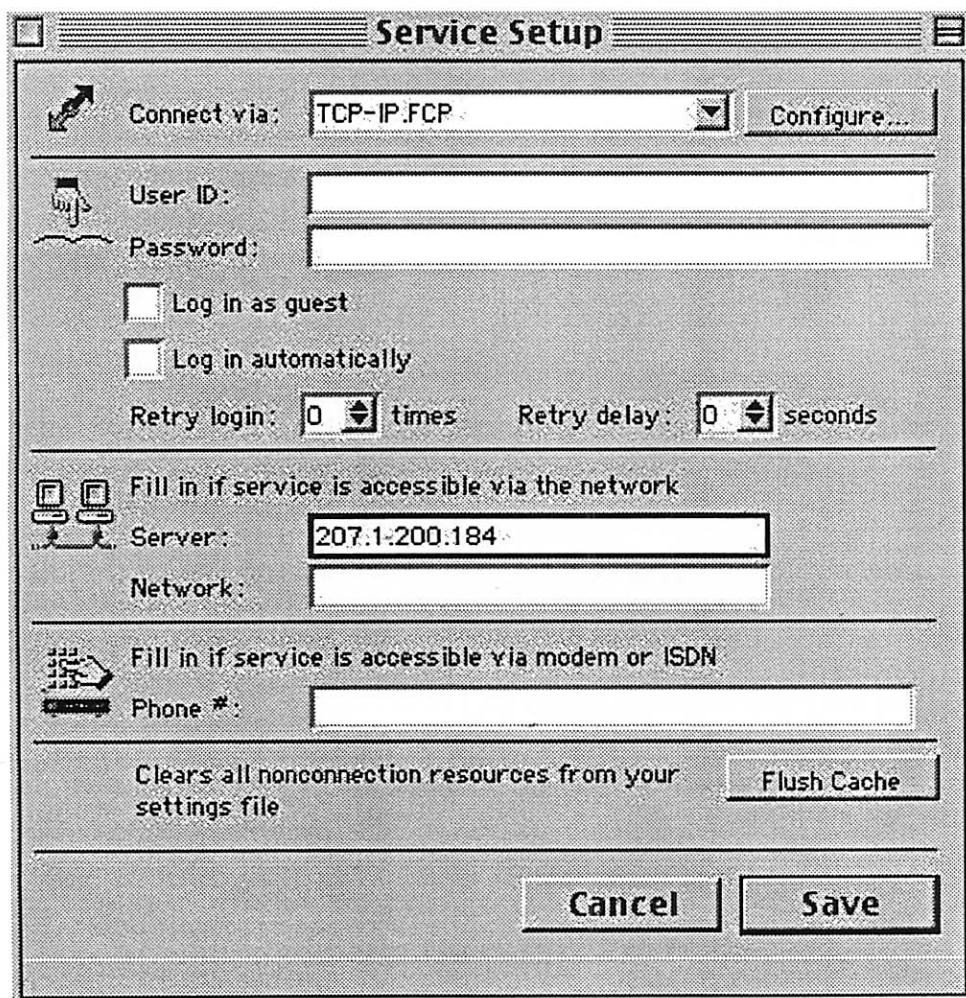 Service Setup
Connect via: TCP-IP.FCP Configure...
User ID:
Password:
Log in as guest
Log in automatically
Retry login: 0 times Retry delay: 0 seconds
Fill in if service is accessible via the network
Server: 207.1.200.184
Network:
Fill in if service is accessible via modem or ISDN
Phone #:
Clears all nonconnection resources from your Flush Cache
settings file
Cancel Save